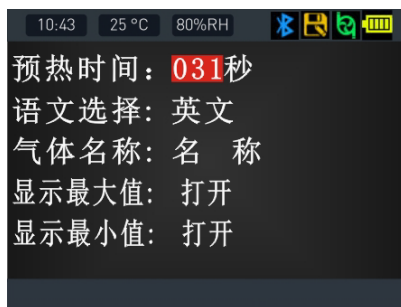 10:43 25 °C 80%RH
预热时间：031秒
语文选择：英文
气体名称：名 称
显示最大值： 打开
显示最小值： 打开